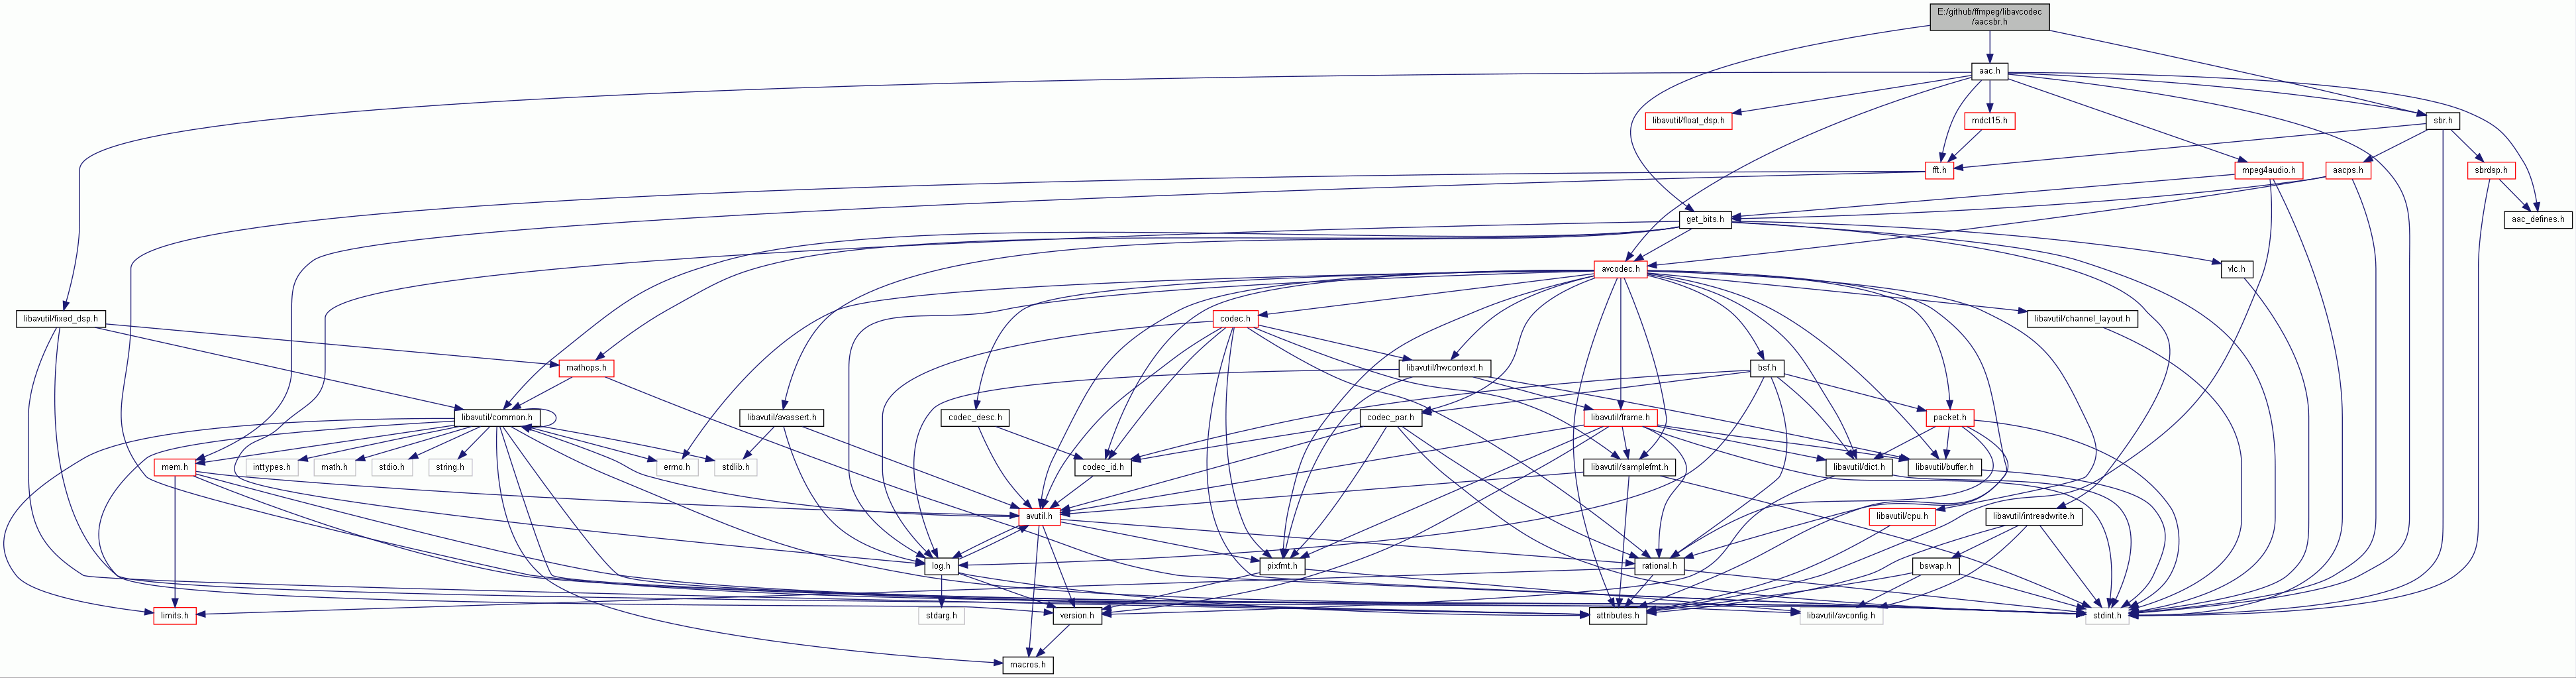 E:/github/ffmpeg/libavcodec
/aacsbr.h
aac.h
libavutil/float_dsp.h
mdct15.h
sbr.h
fft.h
mpeg4audio.h
aacps.h
sbrdsp.h
get_bits.h
aac_defines.h
avcodec.h
vlc.h
libavutil/fixed_dsp.h
codec.h
libavutil/channel_layout.h
mathops.h
libavutil/hwcontext.h
bsf.h
libavutil/common.h
libavutil/avassert.h
codec_desc.h
codec_par.h
libavutil/frame.h
packet.h
mem.h
inttypes.h
math.h
stdio.h
string.h
errno.h
stdlib.h
codec_id.h
libavutil/samplefmt.h
libavutil/dict.h
libavutil/buffer.h
avutil.h
libavutil/cpu.h
libavutil/intreadwrite.h
log.h
pixfmt.h
rational.h
bswap.h
limits.h
stdarg.h
version.h
attributes.h
libavutil/avconfig.h
stdint.h
macros.h